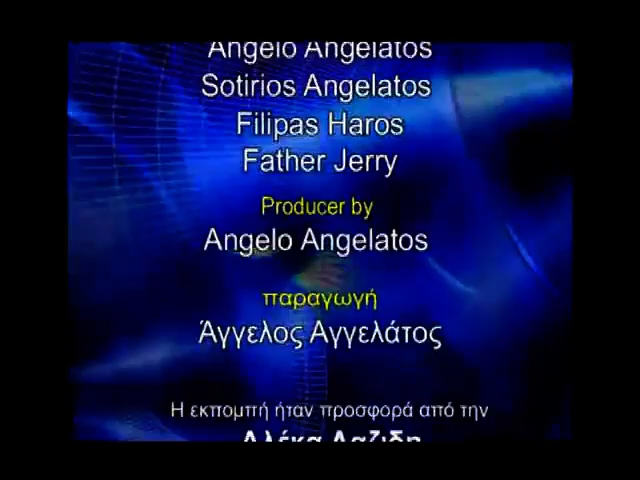 Angelo Angelatos
Sotirios Angelatos
Filipas Haros
Father Jerry
Producer by
Angelo Angelatos
παραγωγή
Άγγελος Αγγελάτος
Η εκπομπή ήταν προσφορά από την
Αλέκα